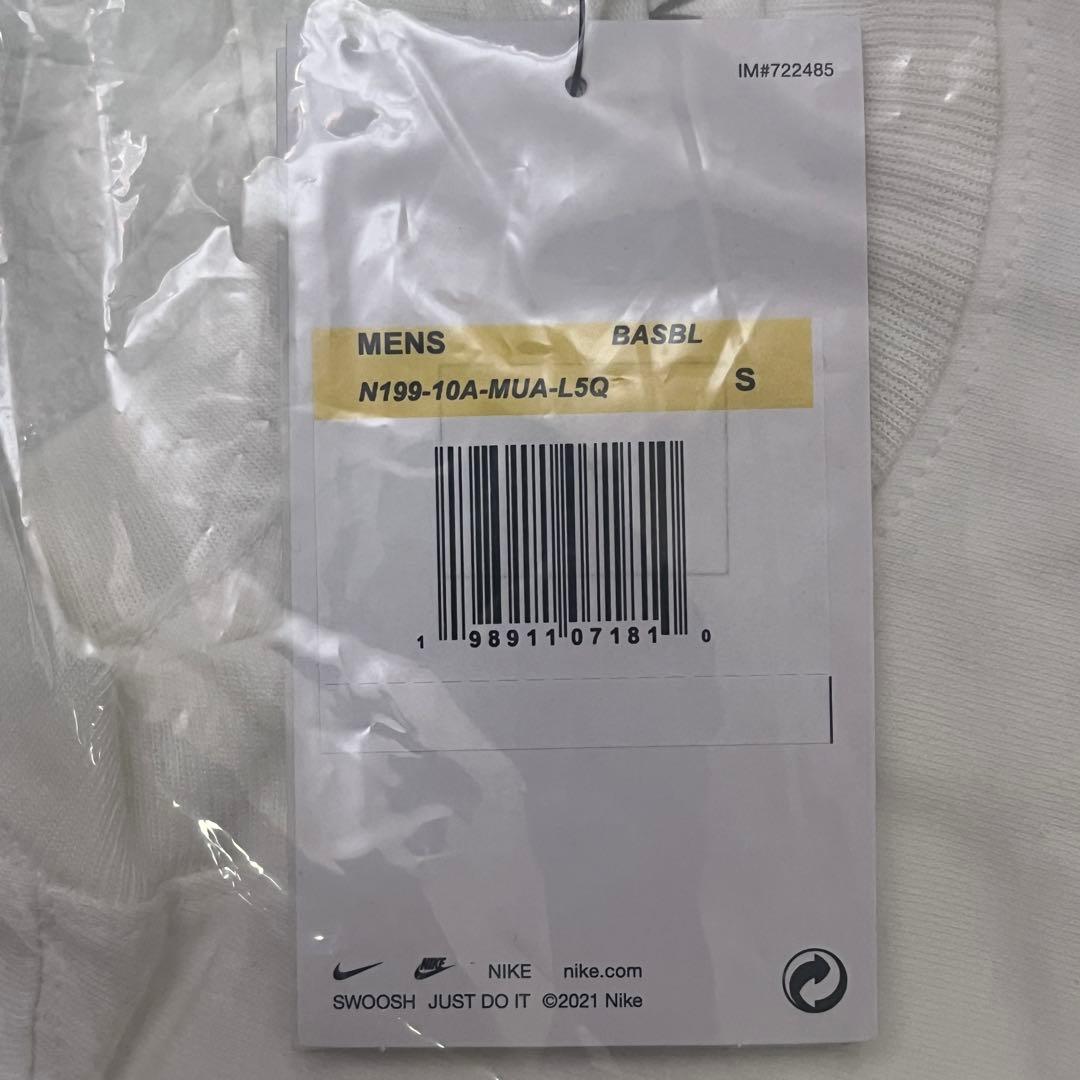 IM#722485
MENS BASBL
N199-10A-MUA-L5Q S
1 98911 07181 0
NIKE NIKE nike.com
SWOOSH JUST DO IT ©2021 Nike